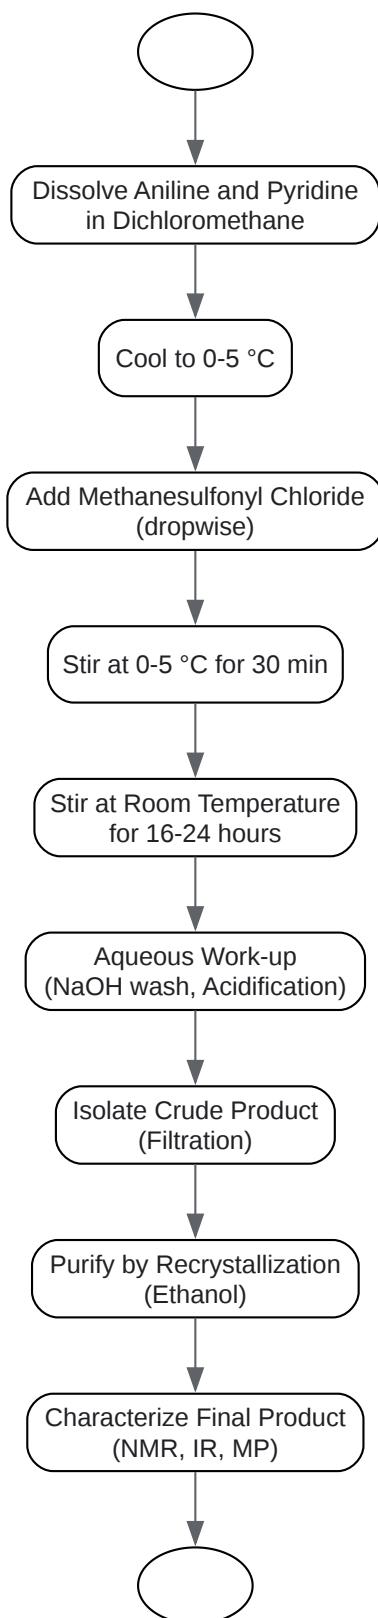 Dissolve Aniline and Pyridine
in Dichloromethane
Cool to 0-5 °C
Add Methanesulfonyl Chloride
(dropwise)
Stir at 0-5 °C for 30 min
Stir at Room Temperature
for 16-24 hours
Aqueous Work-up
(NaOH wash, Acidification)
Isolate Crude Product
(Filtration)
Purify by Recrystallization
(Ethanol)
Characterize Final Product
(NMR, IR, MP)